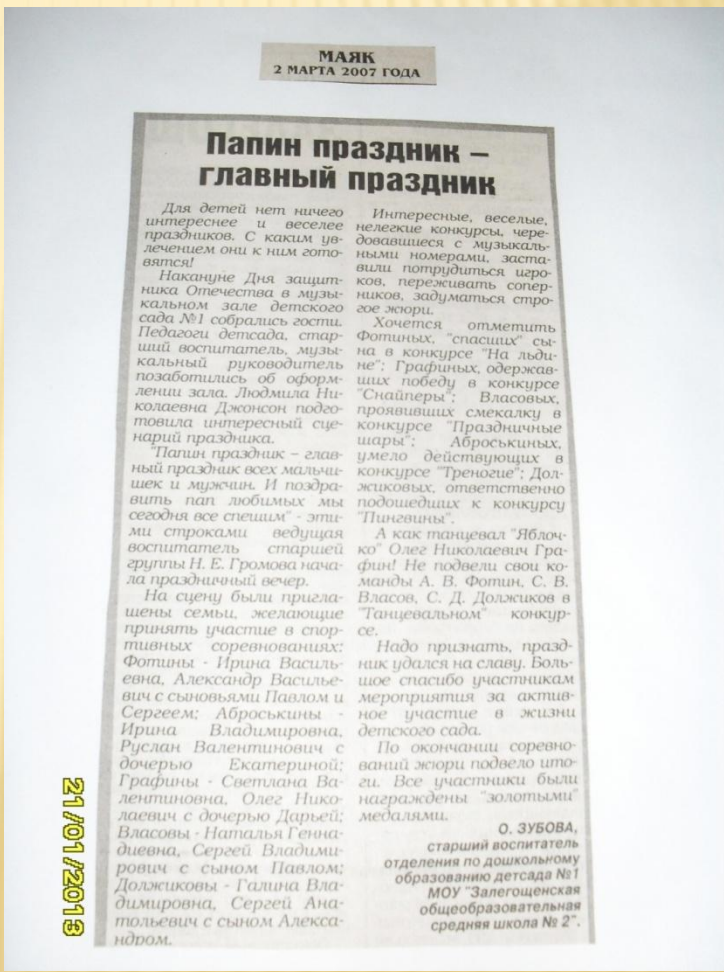 МАЯК
2 МАРТА 2007 ГОДА
Папин праздник –
главный праздник
Для детей нет ничего
интереснее и веселее
праздников. С каким ув-
лечением они к ним гото-
вятся!
Накануне Дня защит-
ника Отечества в музы-
кальном зале детского
сада №1 собрались гости.
Педагоги детсада, стар-
ший воспитатель, музы-
кальный руководитель
позаботились об оформ-
лении зала. Людмила Ни-
колаевна Джонсон подго-
товила интересный сце-
нарий праздника.
"Папин праздник – глав-
ный праздник всех мальчи-
шек и мужчин. И поздра-
вить пап любимых мы
сегодня все спешим" - эти-
ми строками ведущая
воспитатель старшей
группы Н. Е. Громова нача-
ла праздничный вечер.
На сцену были пригла-
шены семьи, желающие
принять участие в спор-
тивных соревнованиях:
Фотины - Ирина Василь-
евна, Александр Василье-
вич с сыновьями Павлом и
Сергеем; Аброськины -
Ирина Владимировна,
Руслан Валентинович с
дочерью Екатериной;
Графины - Светлана Ва-
лентиновна, Олег Нико-
лаевич с дочерью Дарьей;
Власовы - Наталья Генна-
диевна, Сергей Владими-
рович с сыном Павлом;
Должиковы - Галина Вла-
димировна, Сергей Ана-
тольевич с сыном Алекса-
ндром.
Интересные, веселые,
нелегкие конкурсы, чере-
довавшиеся с музыкаль-
ными номерами, заста-
вили потрудиться игро-
ков, переживать сопер-
ников, задуматься стро-
гое жюри.
Хочется отметить
Фотиных, "спасших" сы-
на в конкурсе "На льди-
не"; Графиных, одержав-
ших победу в конкурсе
"Снайперы"; Власовых,
проявивших смекалку в
конкурсе "Праздничные
шары"; Аброськиных,
умело действующих в
конкурсе "Треногие"; Дол-
жиковых, ответственно
подошедших к конкурсу
"Пингвины".
А как танцевал "Яблоч-
ко" Олег Николаевич Гра-
фин! Не подвели свои ко-
манды А. В. Фотин, С. В.
Власов, С. Д. Должиков в
"Танцевальном" конкур-
се.
Надо признать, празд-
ник удался на славу. Боль-
шое спасибо участникам
мероприятия за актив-
ное участие в жизни
детского сада.
По окончании соревно-
ваний жюри подвело ито-
ги. Все участники были
награждены "золотыми"
медалями.
О. ЗУБОВА,
старший воспитатель
отделения по дошкольному
образованию детсада №1
МОУ "Залегощенская
общеобразовательная
средняя школа № 2".
21/01/2013